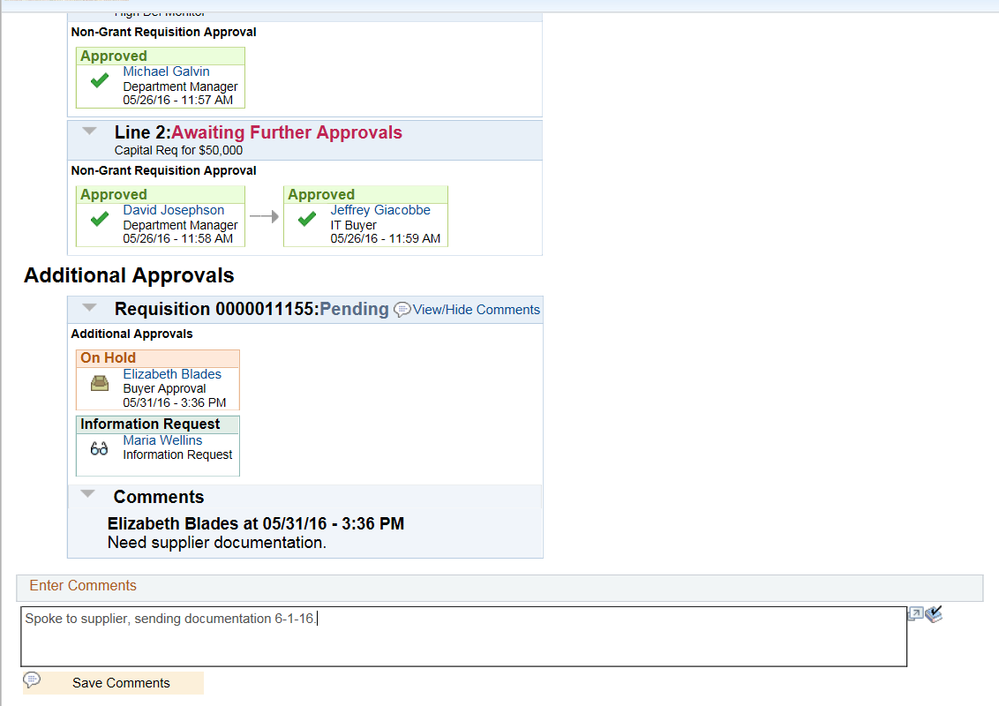 High Def Monitor
Non-Grant Requisition Approval
Approved
Michael Galvin
Department Manager
05/26/16 - 11:57 AM
Line 2:Awaiting Further Approvals
Capital Req for $50,000
Non-Grant Requisition Approval
Approved
David Josephson
Department Manager
05/26/16 - 11:58 AM
Approved
Jeffrey Giacobbe
IT Buyer
05/26/16 - 11:59 AM
Additional Approvals
Requisition 0000011155:Pending View/Hide Comments
Additional Approvals
On Hold
Elizabeth Blades
Buyer Approval
05/31/16 - 3:36 PM
Information Request
Maria Wellins
Information Request
Comments
Elizabeth Blades at 05/31/16 - 3:36 PM
Need supplier documentation.
Enter Comments
Spoke to supplier, sending documentation 6-1-16.
Save Comments